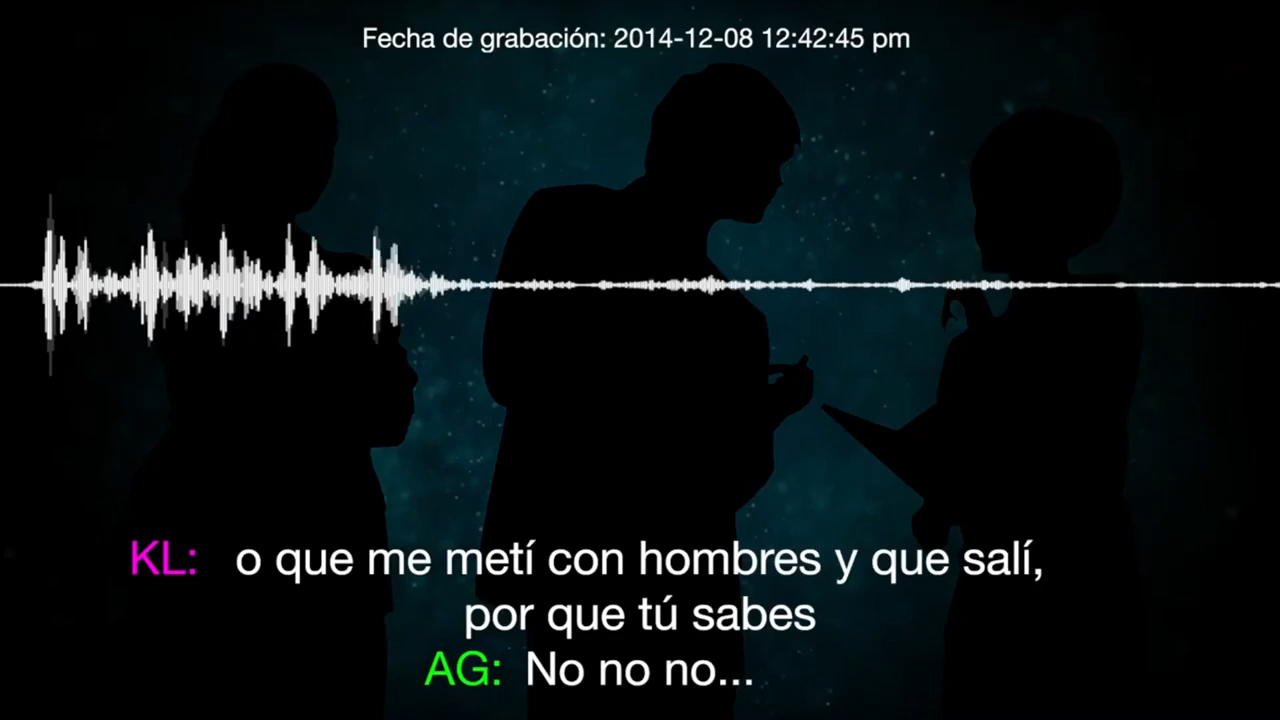 Fecha de grabación: 2014-12-08 12:42:45 pm
KL: o que me metí con hombres y que salí,
por que tú sabes
AG: No no no...